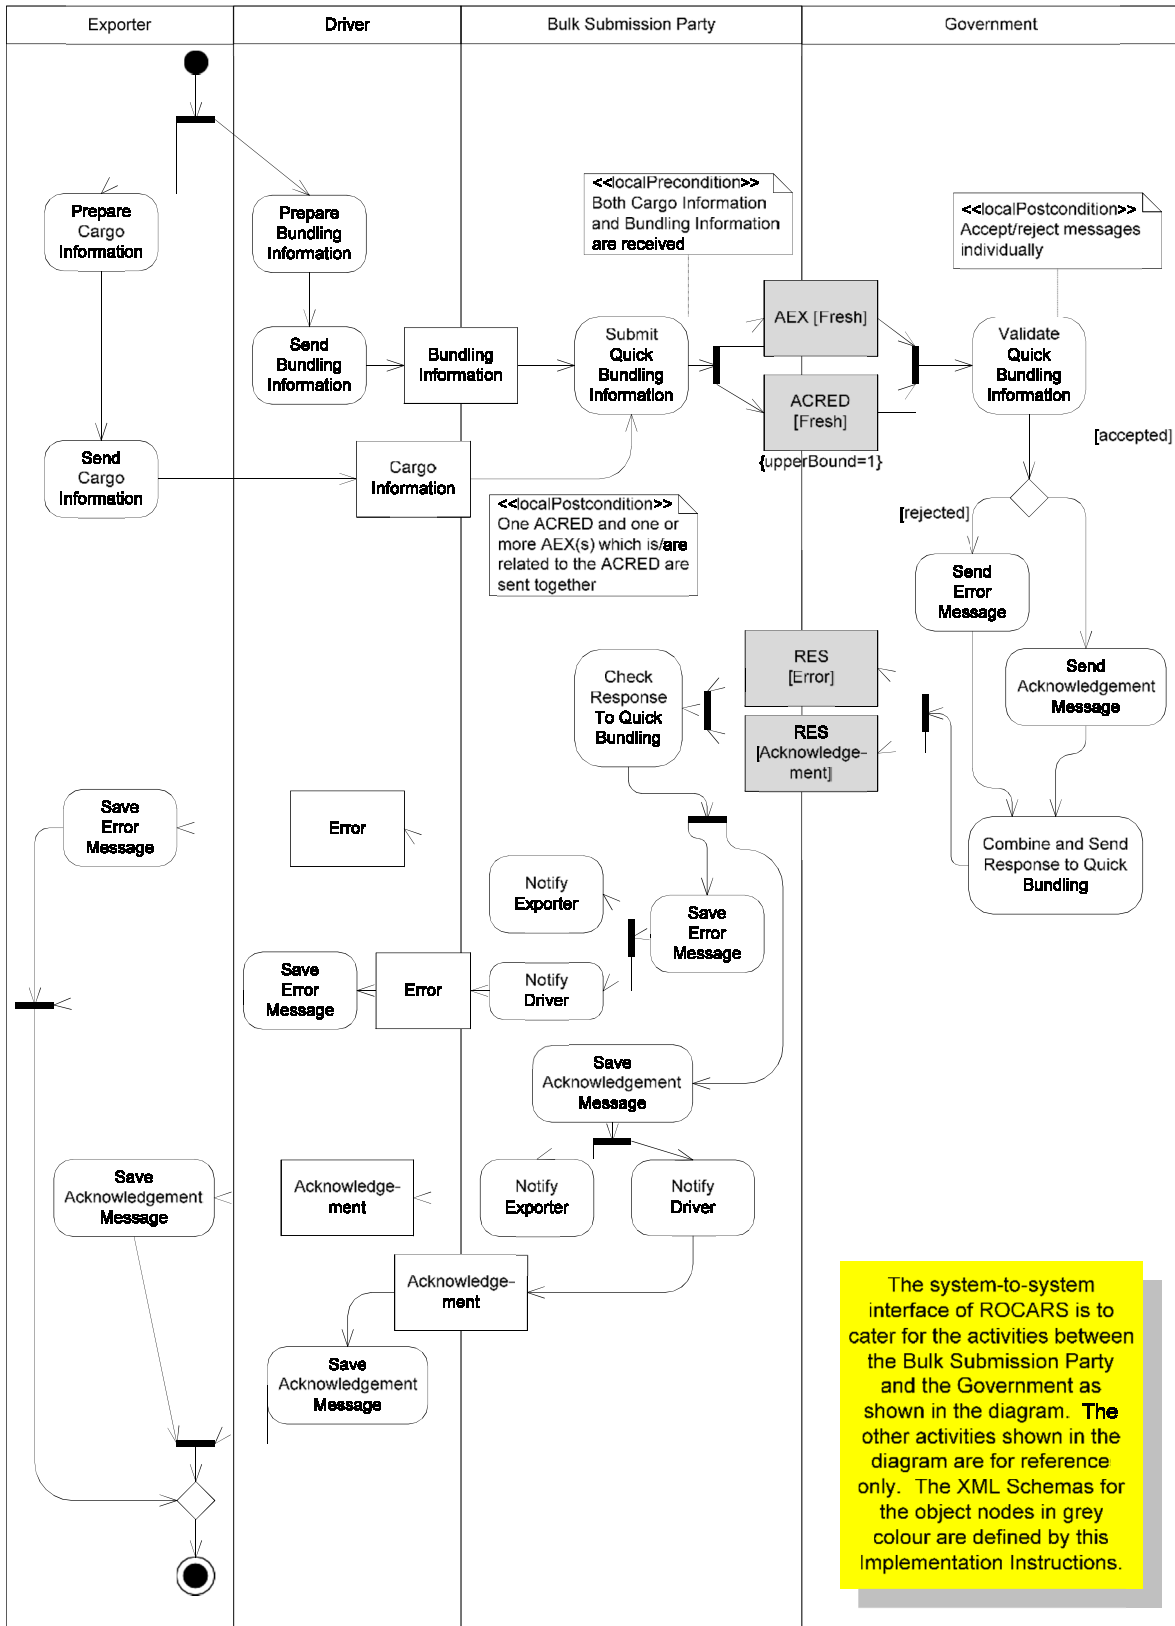 Exporter
Driver
Bulk Submission Party
Government
Prepare
Cargo
Information
Prepare
Bundling
Information
<<localPrecondition>>
Both Cargo Information
and Bundling Information
are received
<<localPostcondition>>
Accept/reject messages
individually
Send
Bundling
Information
Bundling
Information
Submit
Quick
Bundling
Information
AEX [Fresh]
ACRED
[Fresh]
{upperBound=1}
Validate
Quick
Bundling
Information
[accepted]
[rejected]
Send
Cargo
Information
Cargo
Information
<<localPostcondition>>
One ACRED and one or
more AEX(s) which is/are
related to the ACRED are
sent together
Send
Error
Message
Send
Acknowledgement
Message
RES
[Error]
RES
[Acknowledge-
ment]
Check
Response
To Quick
Bundling
Combine and Send
Response to Quick
Bundling
Save
Error
Message
Error
Notify
Exporter
Save
Error
Message
Save
Error
Message
Error
Notify
Driver
Save
Acknowledgement
Message
Save
Acknowledgement
Message
Acknowledge-
ment
Notify
Exporter
Notify
Driver
Acknowledge-
ment
Save
Acknowledgement
Message
The system-to-system
interface of ROCARS is to
cater for the activities between
the Bulk Submission Party
and the Government as
shown in the diagram.  The
other activities shown in the
diagram are for reference
only.  The XML Schemas for
the object nodes in grey
colour are defined by this
Implementation Instructions.